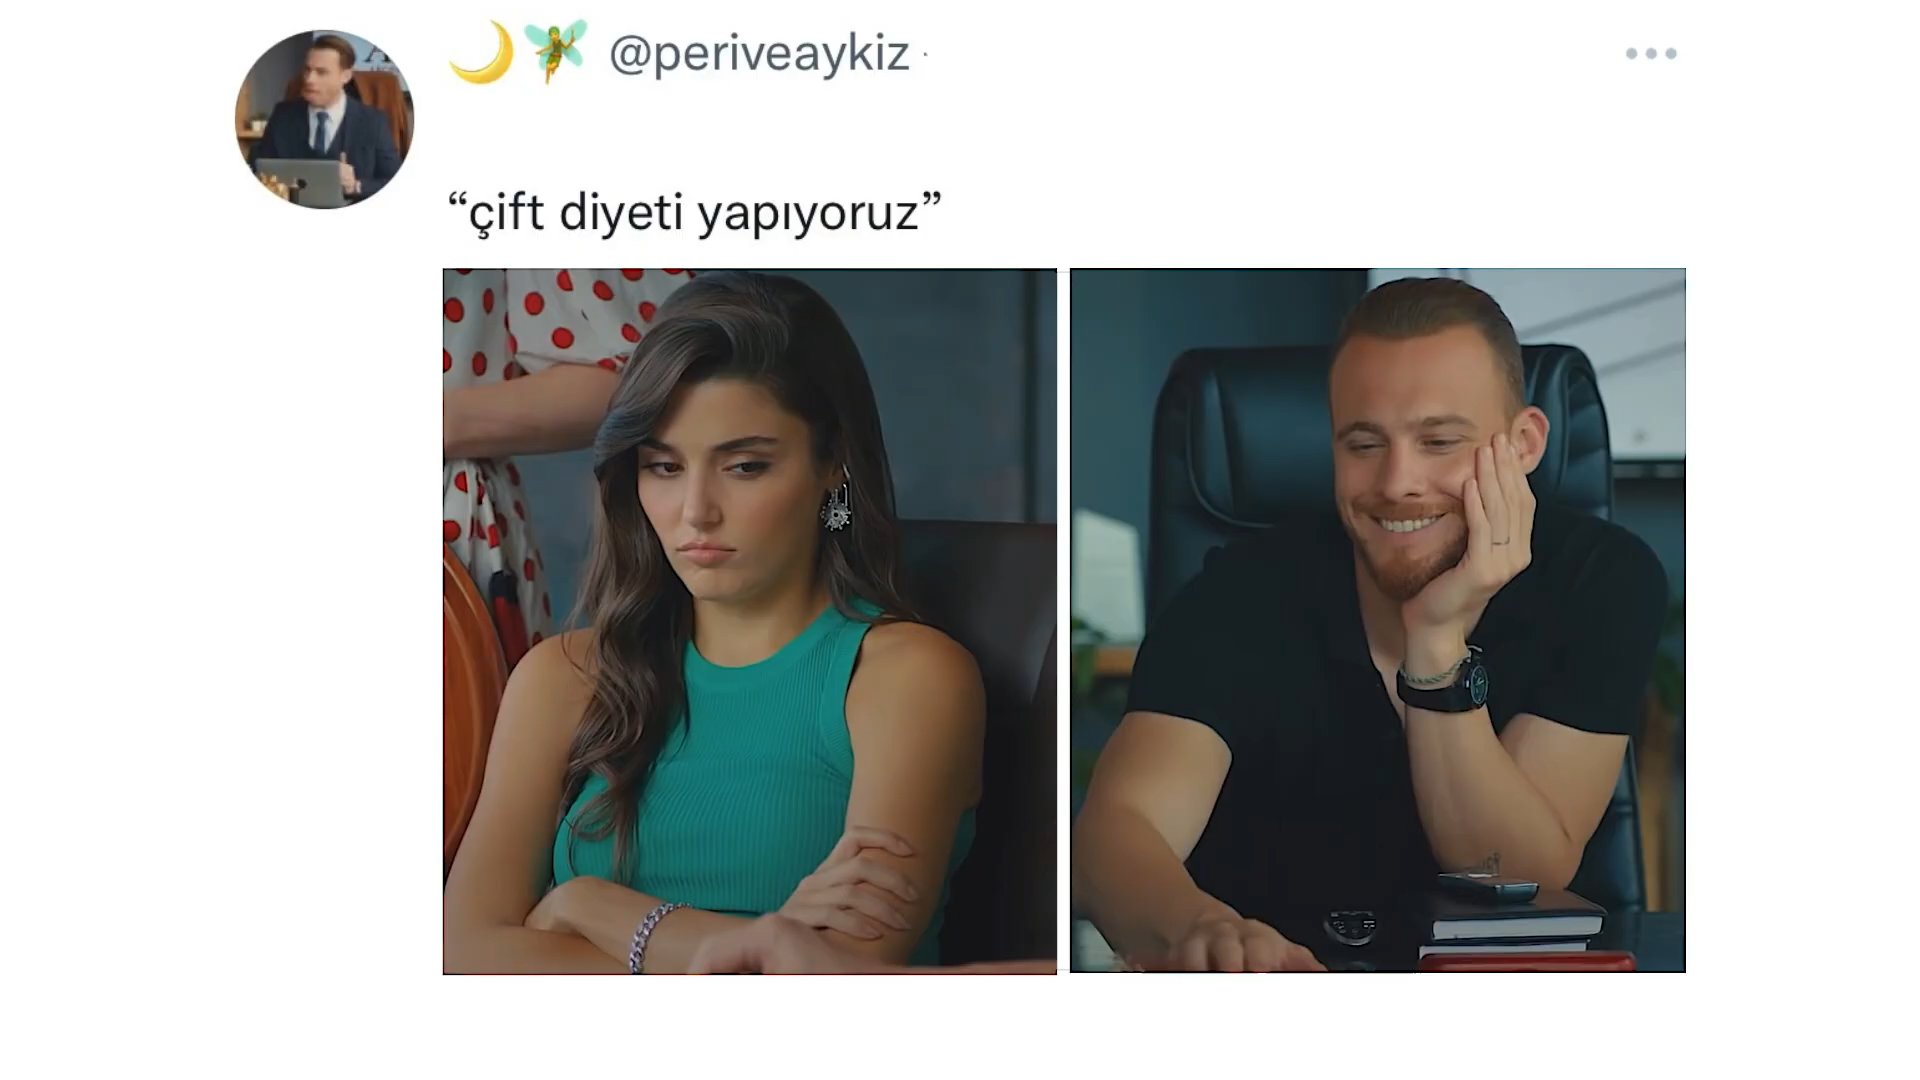 🌙🧚 @periveaykiz ·
“çift diyeti yapıyoruz”